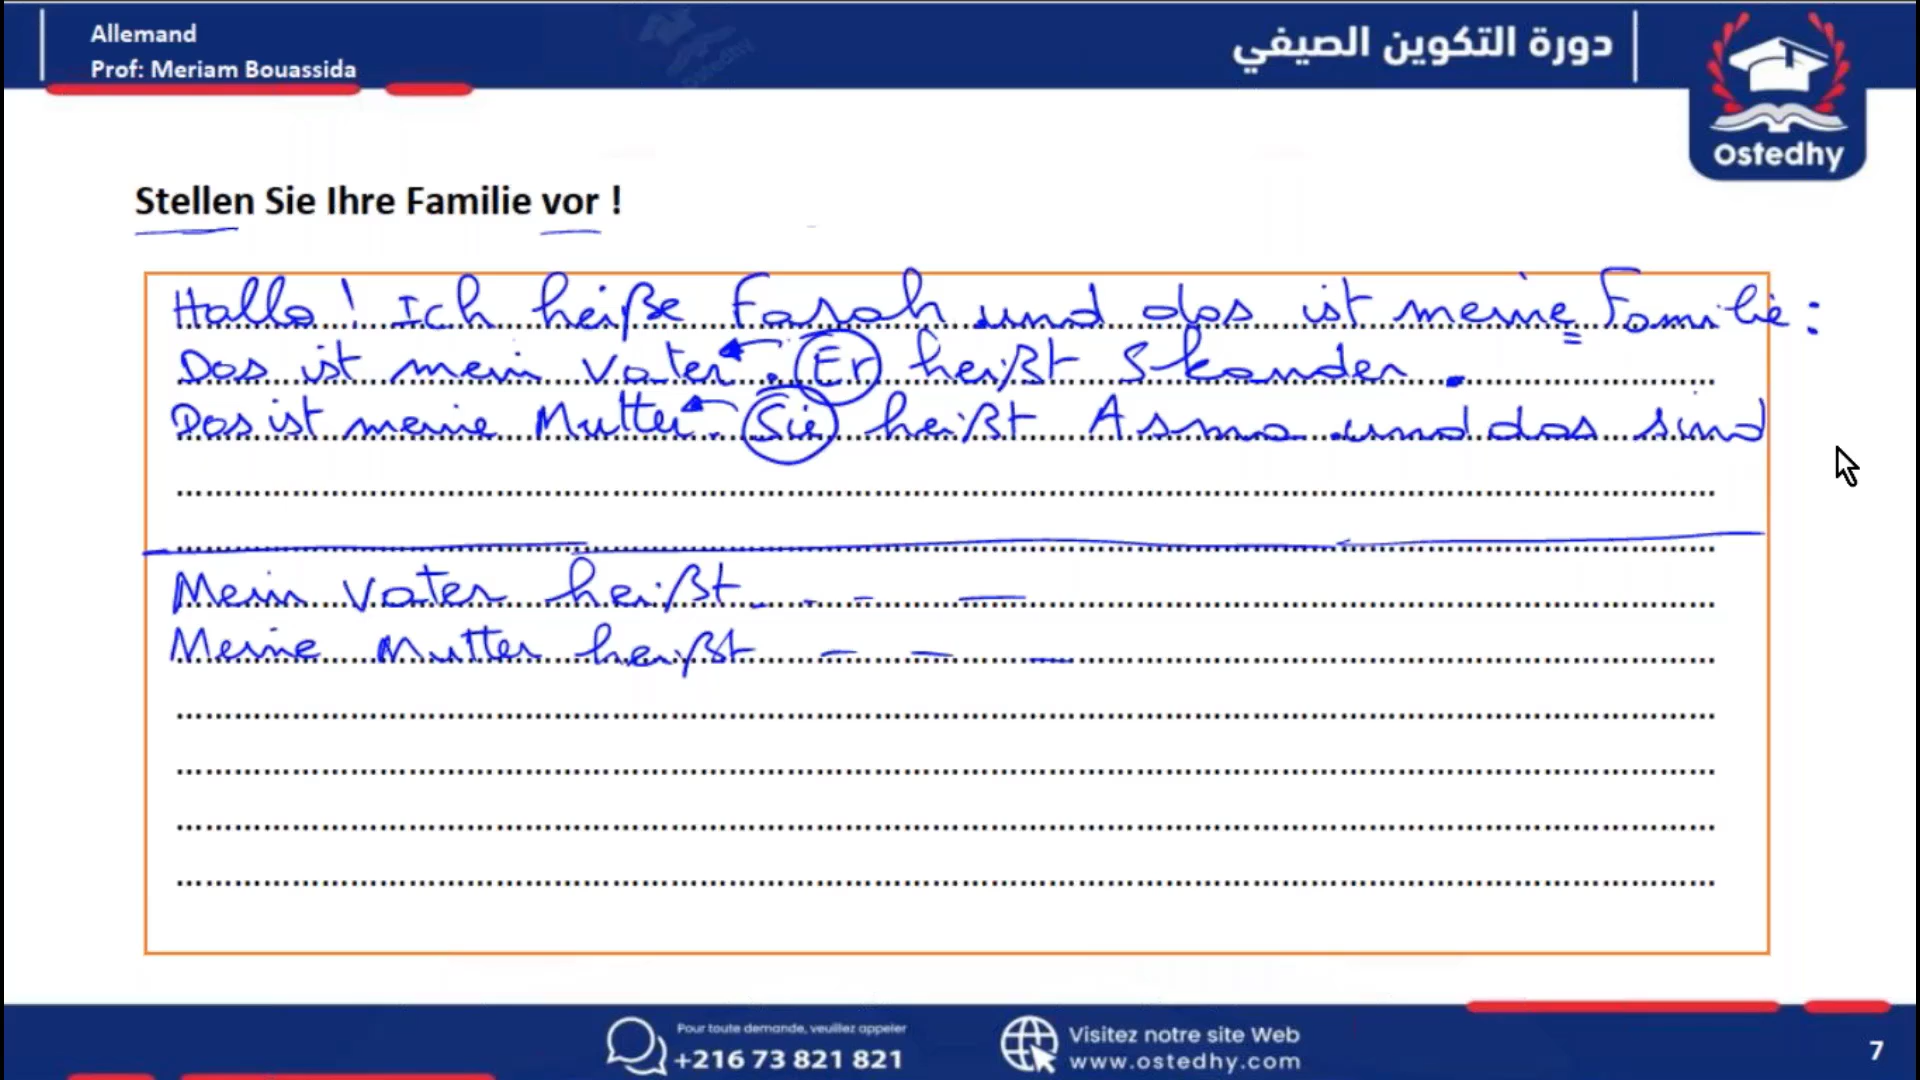 Allemand
Prof: Meriam Bouassida
دورة التكوين الصيفي
Ostedhy
Stellen Sie Ihre Familie vor !
Hallo ! Ich heiße Farah und das ist meine Familie :
Das ist mein Vater. Er heißt Skander.
Das ist meine Mutter. Sie heißt Asma und das sind
Mein Vater heißt - - - —
Meine Mutter heißt - - —
Pour toute demande, veuillez appeler
+216 73 821 821
Visitez notre site Web
www.ostedhy.com
7